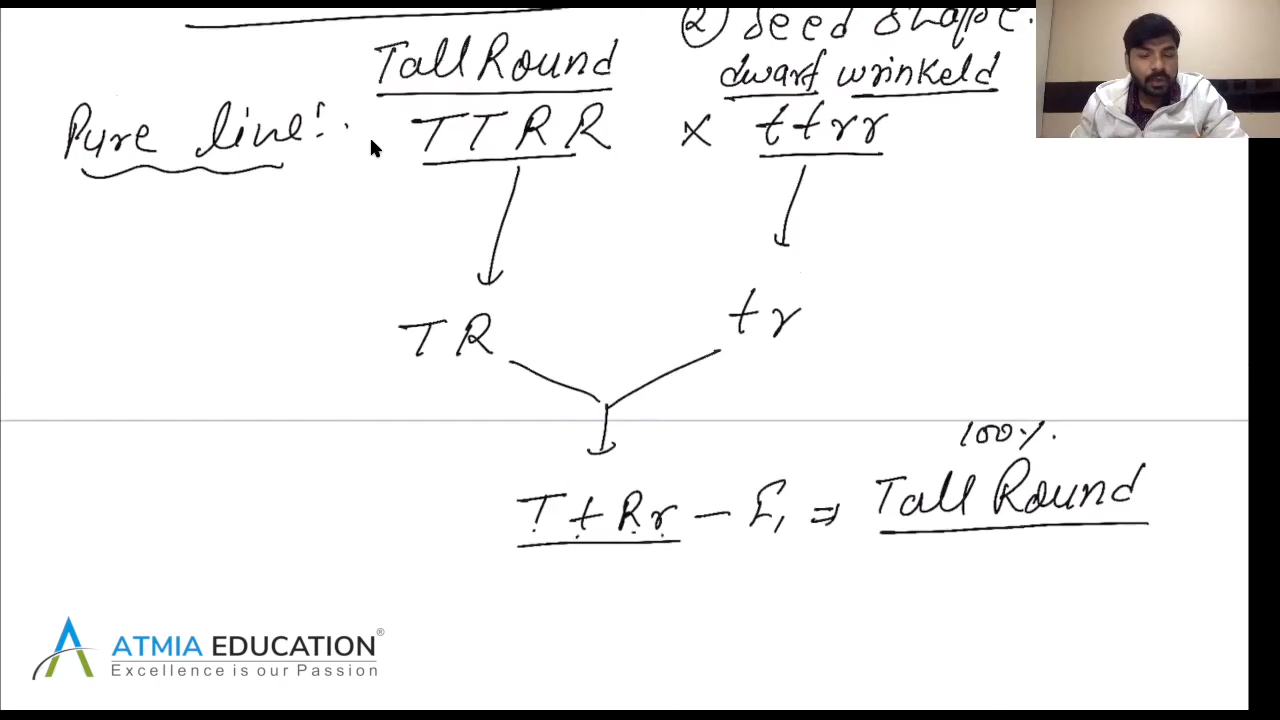 ② Seed Shape.
Tall Round dwarf wrinkeld
Pure line:. TTRR × ttrr
TR tr
100%.
TtRr – F₁ ⇒ Tall Round
ATMIA EDUCATION®
Excellence is our Passion